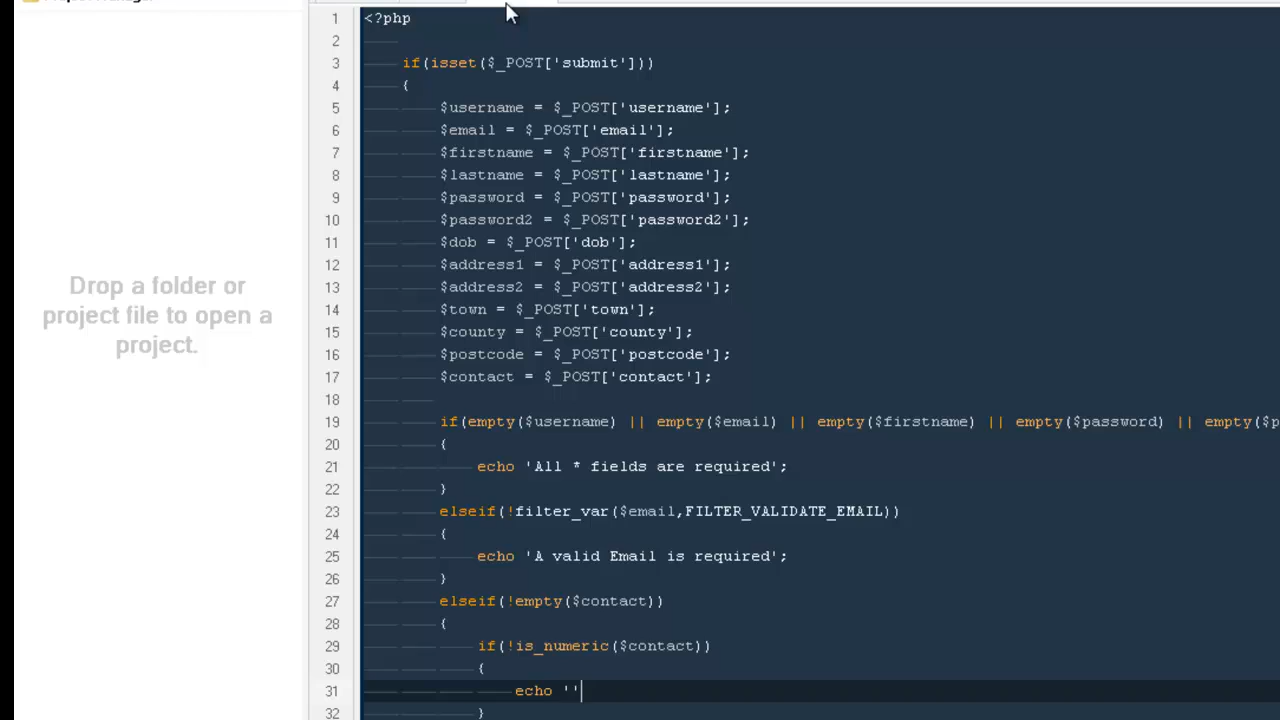 1 <?php
2
3 if(isset($_POST['submit']))
4 {
5 $username = $_POST['username'];
6 $email = $_POST['email'];
7 $firstname = $_POST['firstname'];
8 $lastname = $_POST['lastname'];
9 $password = $_POST['password'];
10 $password2 = $_POST['password2'];
11 $dob = $_POST['dob'];
12 $address1 = $_POST['address1'];
13 $address2 = $_POST['address2'];
14 $town = $_POST['town'];
15 $county = $_POST['county'];
16 $postcode = $_POST['postcode'];
17 $contact = $_POST['contact'];
18
19 if(empty($username) || empty($email) || empty($firstname) || empty($password) || empty($p
20 {
21 echo 'All * fields are required';
22 }
23 elseif(!filter_var($email,FILTER_VALIDATE_EMAIL))
24 {
25 echo 'A valid Email is required';
26 }
27 elseif(!empty($contact))
28 {
29 if(!is_numeric($contact))
30 {
31 echo ''
32 }
Drop a folder or
project file to open a
project.